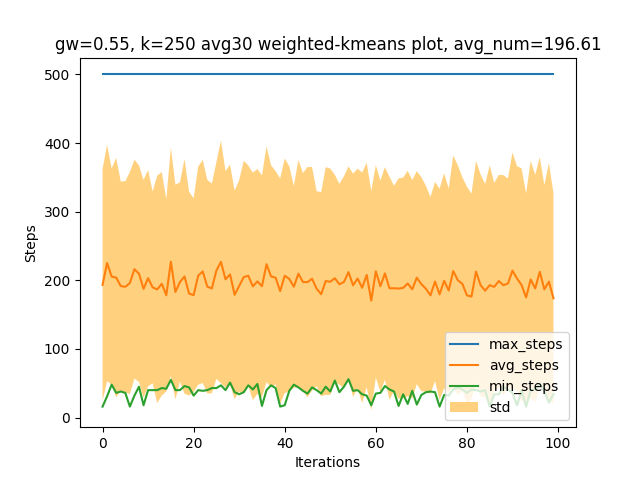 gw=0.55, k=250 avg30 weighted-kmeans plot, avg_num=196.61
Steps
500
400
300
200
100
0
max_steps
avg_steps
min_steps
std
0 20 40 60 80 100
Iterations